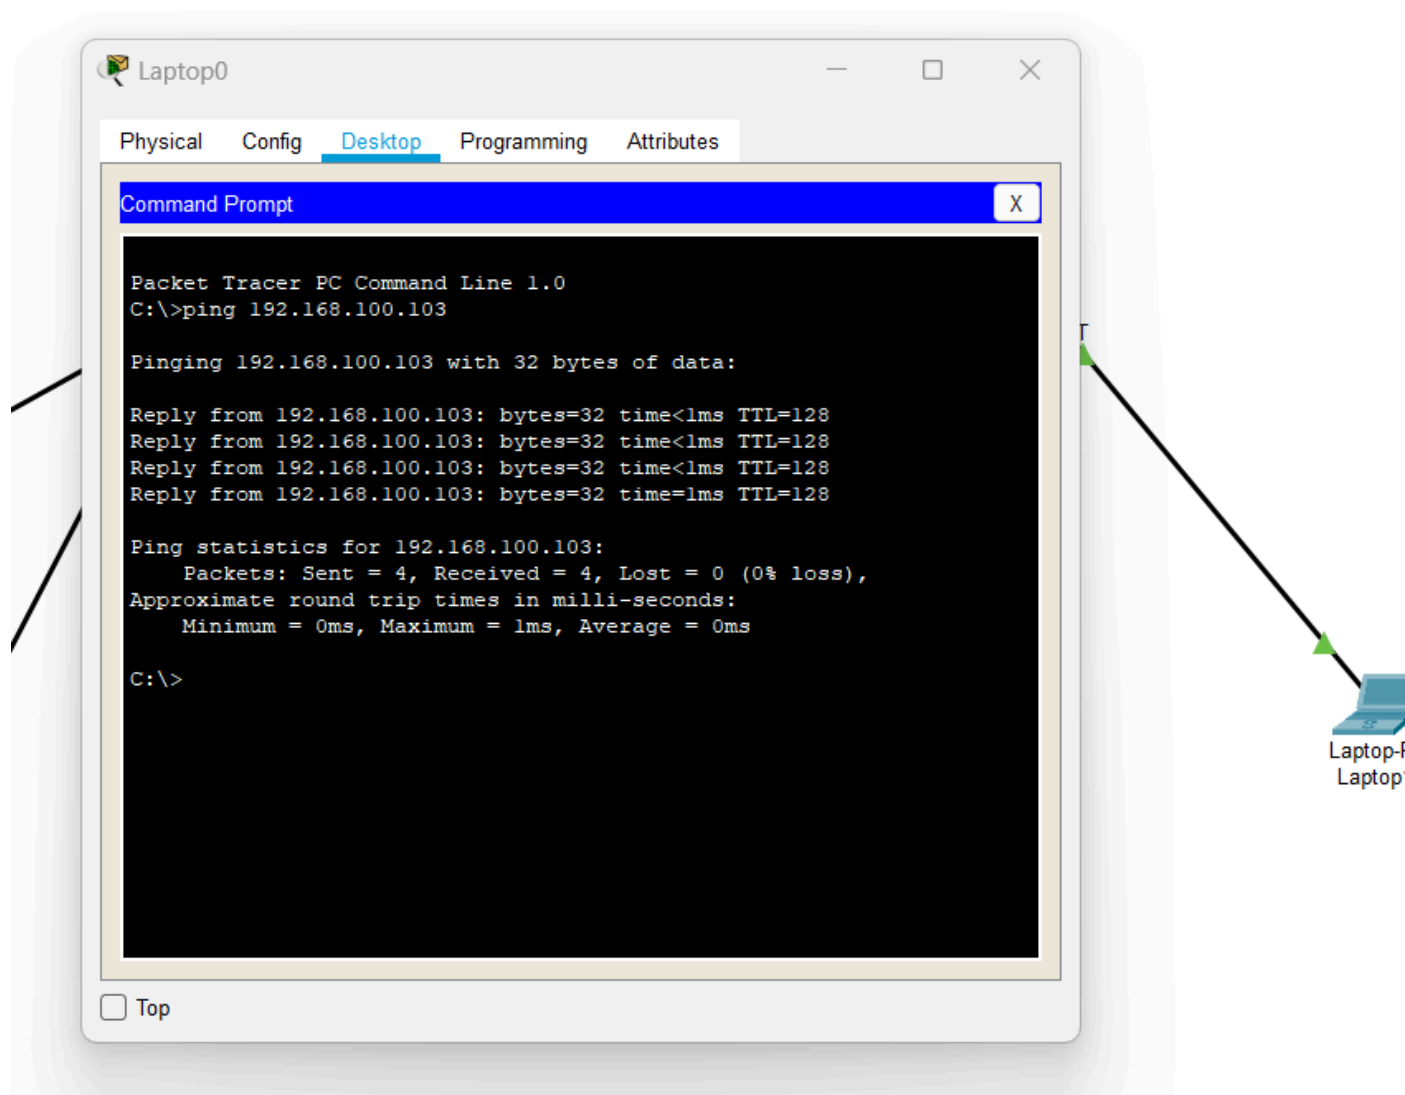 Laptop0
Physical Config Desktop Programming Attributes
Command Prompt X
Packet Tracer PC Command Line 1.0
C:\>ping 192.168.100.103
Pinging 192.168.100.103 with 32 bytes of data:
Reply from 192.168.100.103: bytes=32 time<1ms TTL=128
Reply from 192.168.100.103: bytes=32 time<1ms TTL=128
Reply from 192.168.100.103: bytes=32 time<1ms TTL=128
Reply from 192.168.100.103: bytes=32 time=1ms TTL=128
Ping statistics for 192.168.100.103:
Packets: Sent = 4, Received = 4, Lost = 0 (0% loss),
Approximate round trip times in milli-seconds:
Minimum = 0ms, Maximum = 1ms, Average = 0ms
C:\>
Top
T
Laptop-
Laptop